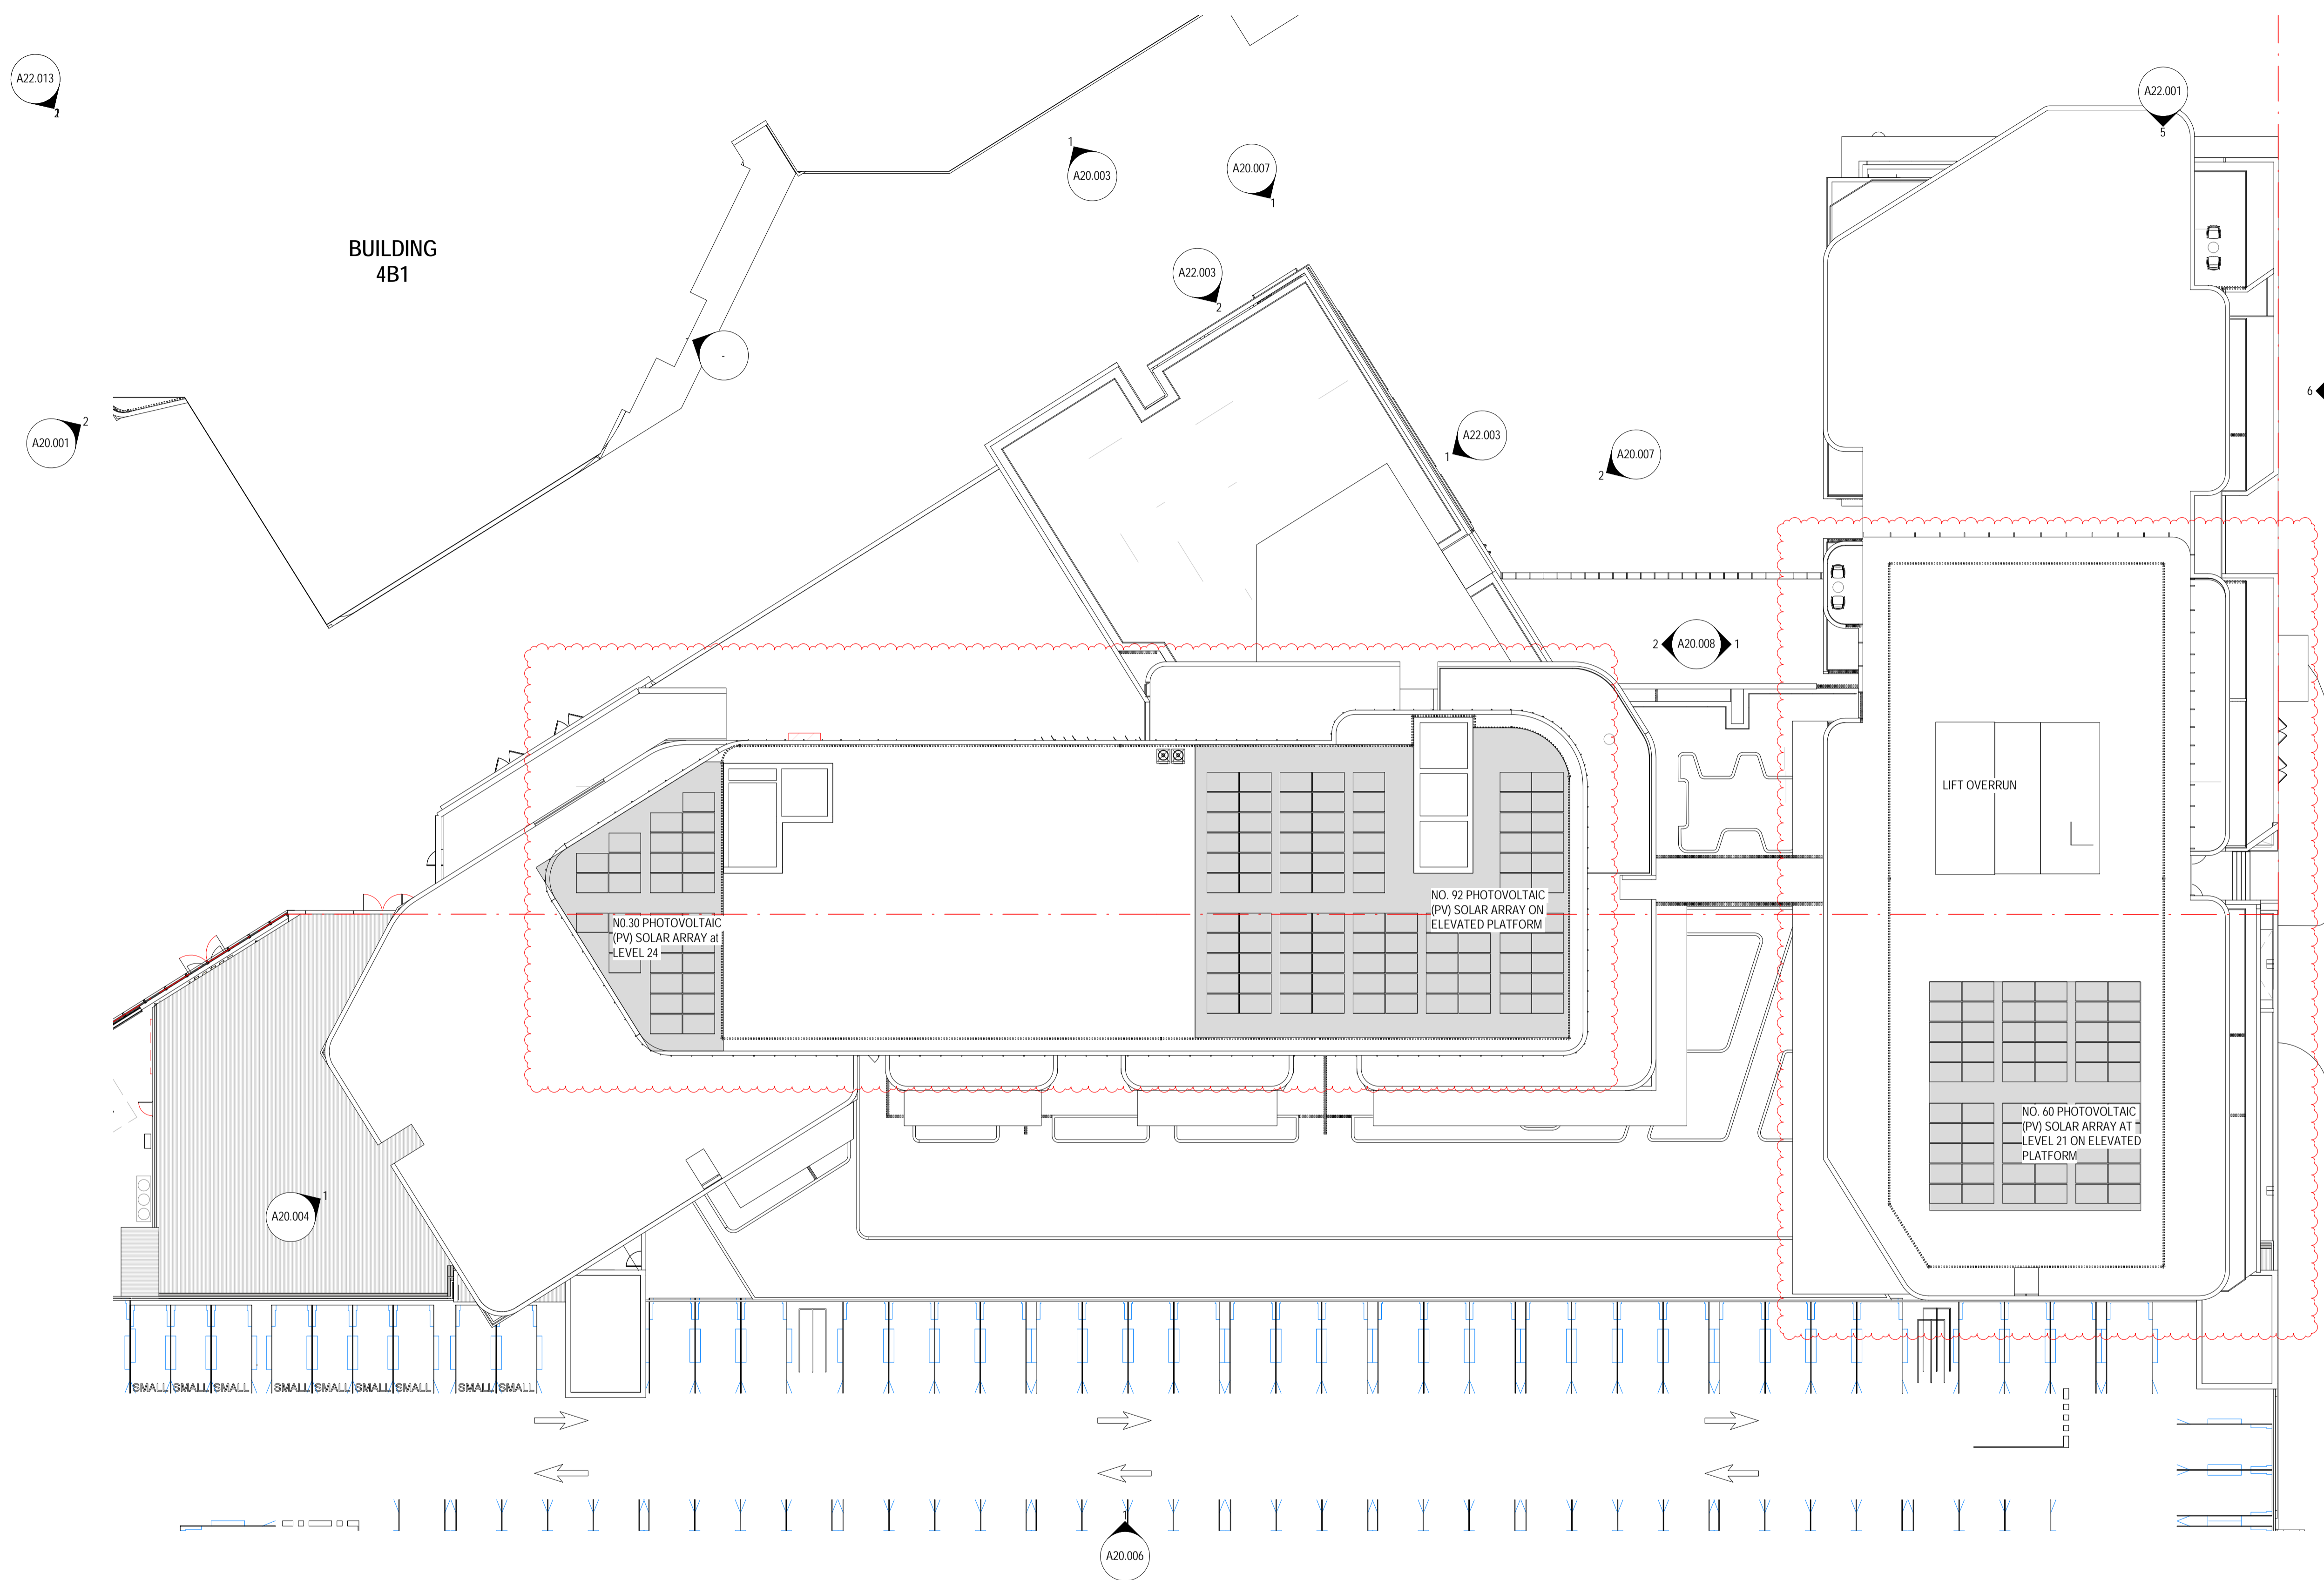 A22.013
2
A22.001
5
1
A20.003
A20.007
1
BUILDING
4B1
A22.003
2
-
A20.001
2
6
A22.003
1
A20.007
2
2
A20.008
1
LIFT OVERRUN
NO. 92 PHOTOVOLTAIC
(PV) SOLAR ARRAY ON
ELEVATED PLATFORM
N0.30 PHOTOVOLTAIC
(PV) SOLAR ARRAY at
LEVEL 24
NO. 60 PHOTOVOLTAIC
(PV) SOLAR ARRAY AT
LEVEL 21 ON ELEVATED
PLATFORM
A20.004
1
SMALL SMALL SMALL SMALL SMALL SMALL SMALL SMALL SMALL
1
A20.006